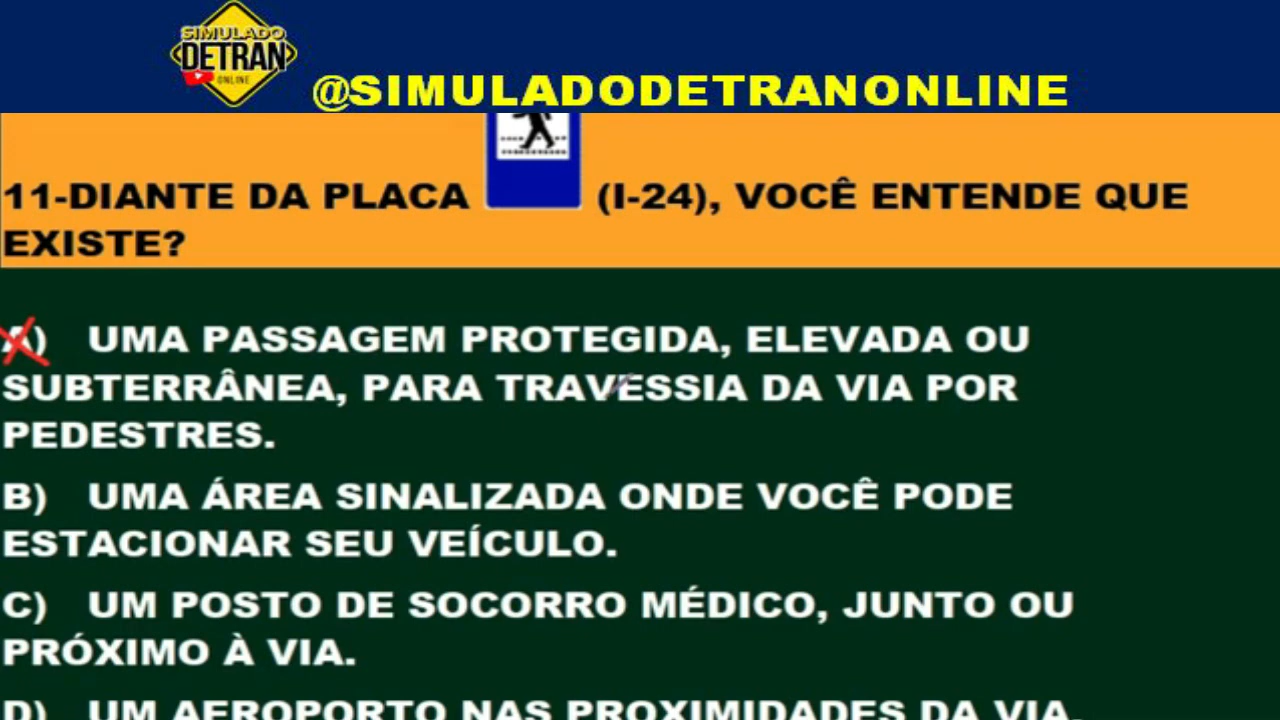 SIMULADO
DETRAN
ONLINE
@SIMULADODETRANONLINE
11-DIANTE DA PLACA (I-24), VOCÊ ENTENDE QUE
EXISTE?
A) UMA PASSAGEM PROTEGIDA, ELEVADA OU
SUBTERRÂNEA, PARA TRAVESSIA DA VIA POR
PEDESTRES.
B) UMA ÁREA SINALIZADA ONDE VOCÊ PODE
ESTACIONAR SEU VEÍCULO.
C) UM POSTO DE SOCORRO MÉDICO, JUNTO OU
PRÓXIMO À VIA.
D) UM AEROPORTO NAS PROXIMIDADES DA VIA.